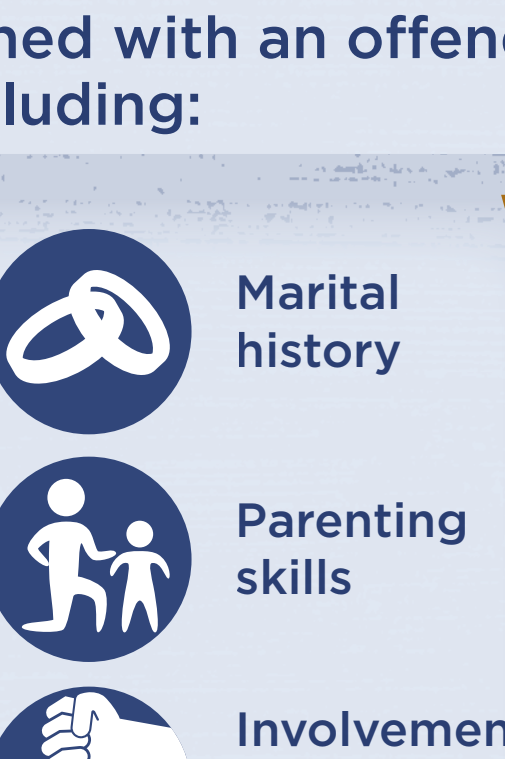 ned with an offen
luding:
Marital
history
Parenting
skills
Involvemen